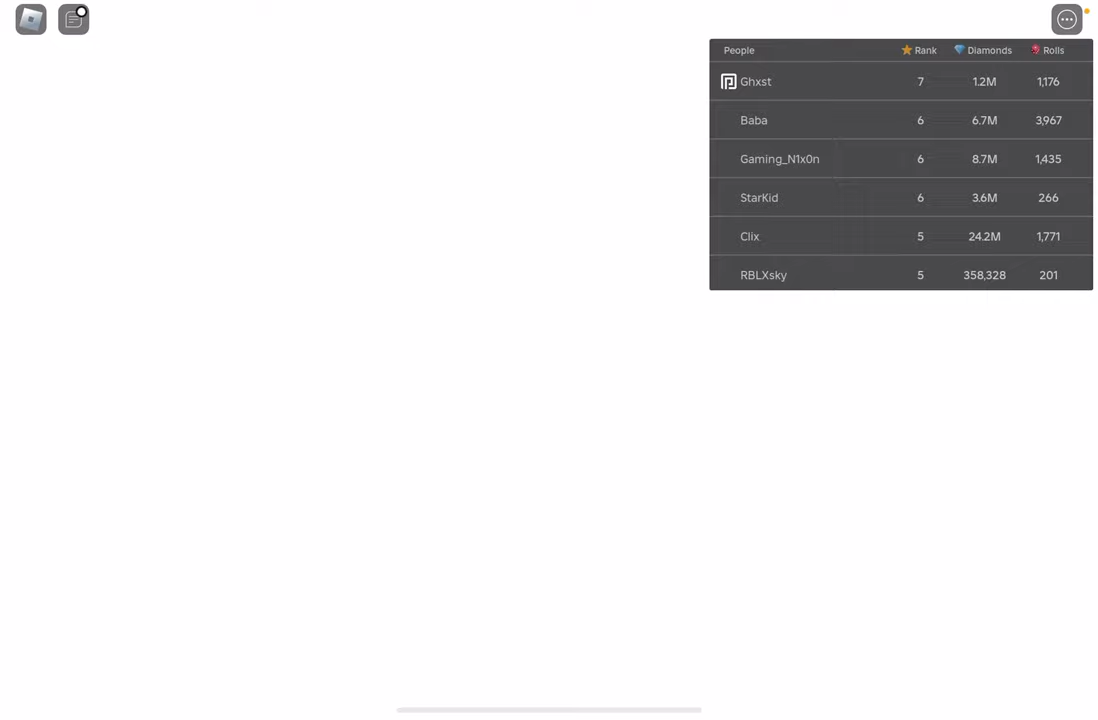 People Rank Diamonds Rolls
Ghxst 7 1.2M 1,176
Baba 6 6.7M 3,967
Gaming_N1x0n 6 8.7M 1,435
StarKid 6 3.6M 266
Clix 5 24.2M 1,771
RBLXsky 5 358,328 201